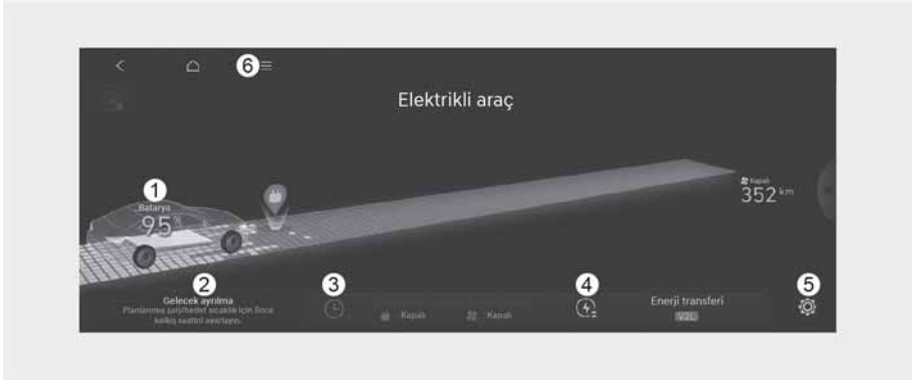 6
Elektrikli araç
1
Batarya
95 %
Kapalı
352 km
2
Gelecek ayrılma
Planlanmış şarj/hedef sıcaklık için önce
kalkış saatini ayarlayın.
3
Kapalı
Kapalı
4
Enerji transferi
V2L
5